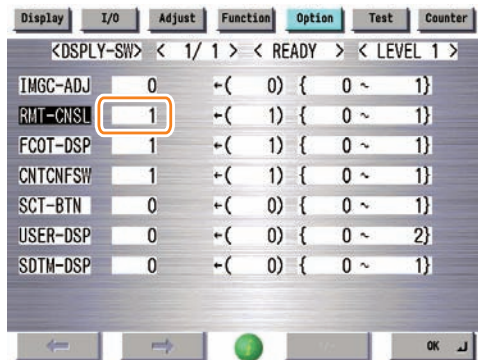 Display I/O Adjust Function Option Test Counter
<DSPLY-SW> < 1/ 1 > < READY > < LEVEL 1 >
IMGC-ADJ 0 ←( 0) { 0 ~ 1}
RMT-CNSL 1 ←( 1) { 0 ~ 1}
FCOT-DSP 1 ←( 1) { 0 ~ 1}
CNTCNFSW 1 ←( 1) { 0 ~ 1}
SCT-BTN 0 ←( 0) { 0 ~ 1}
USER-DSP 0 ←( 0) { 0 ~ 2}
SDTM-DSP 0 ←( 0) { 0 ~ 1}
OK